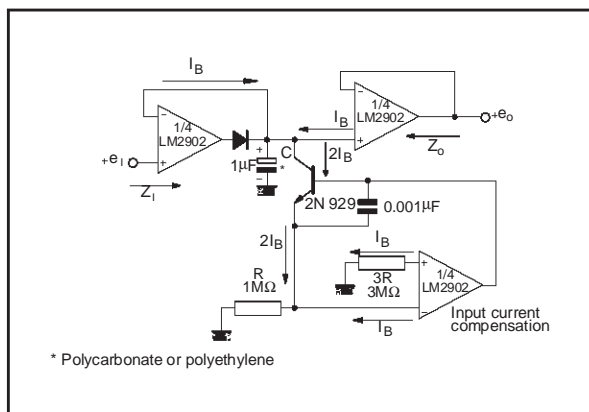 I_B
1/4
LM2902
+e_I
Z_I
+
1μF
*
C
I_B
2I_B
1/4
LM2902
+e_o
Z_o
2N 929
0.001μF
2I_B
I_B
R
1MΩ
3R
3MΩ
1/4
LM2902
I_B
Input current
compensation
* Polycarbonate or polyethylene